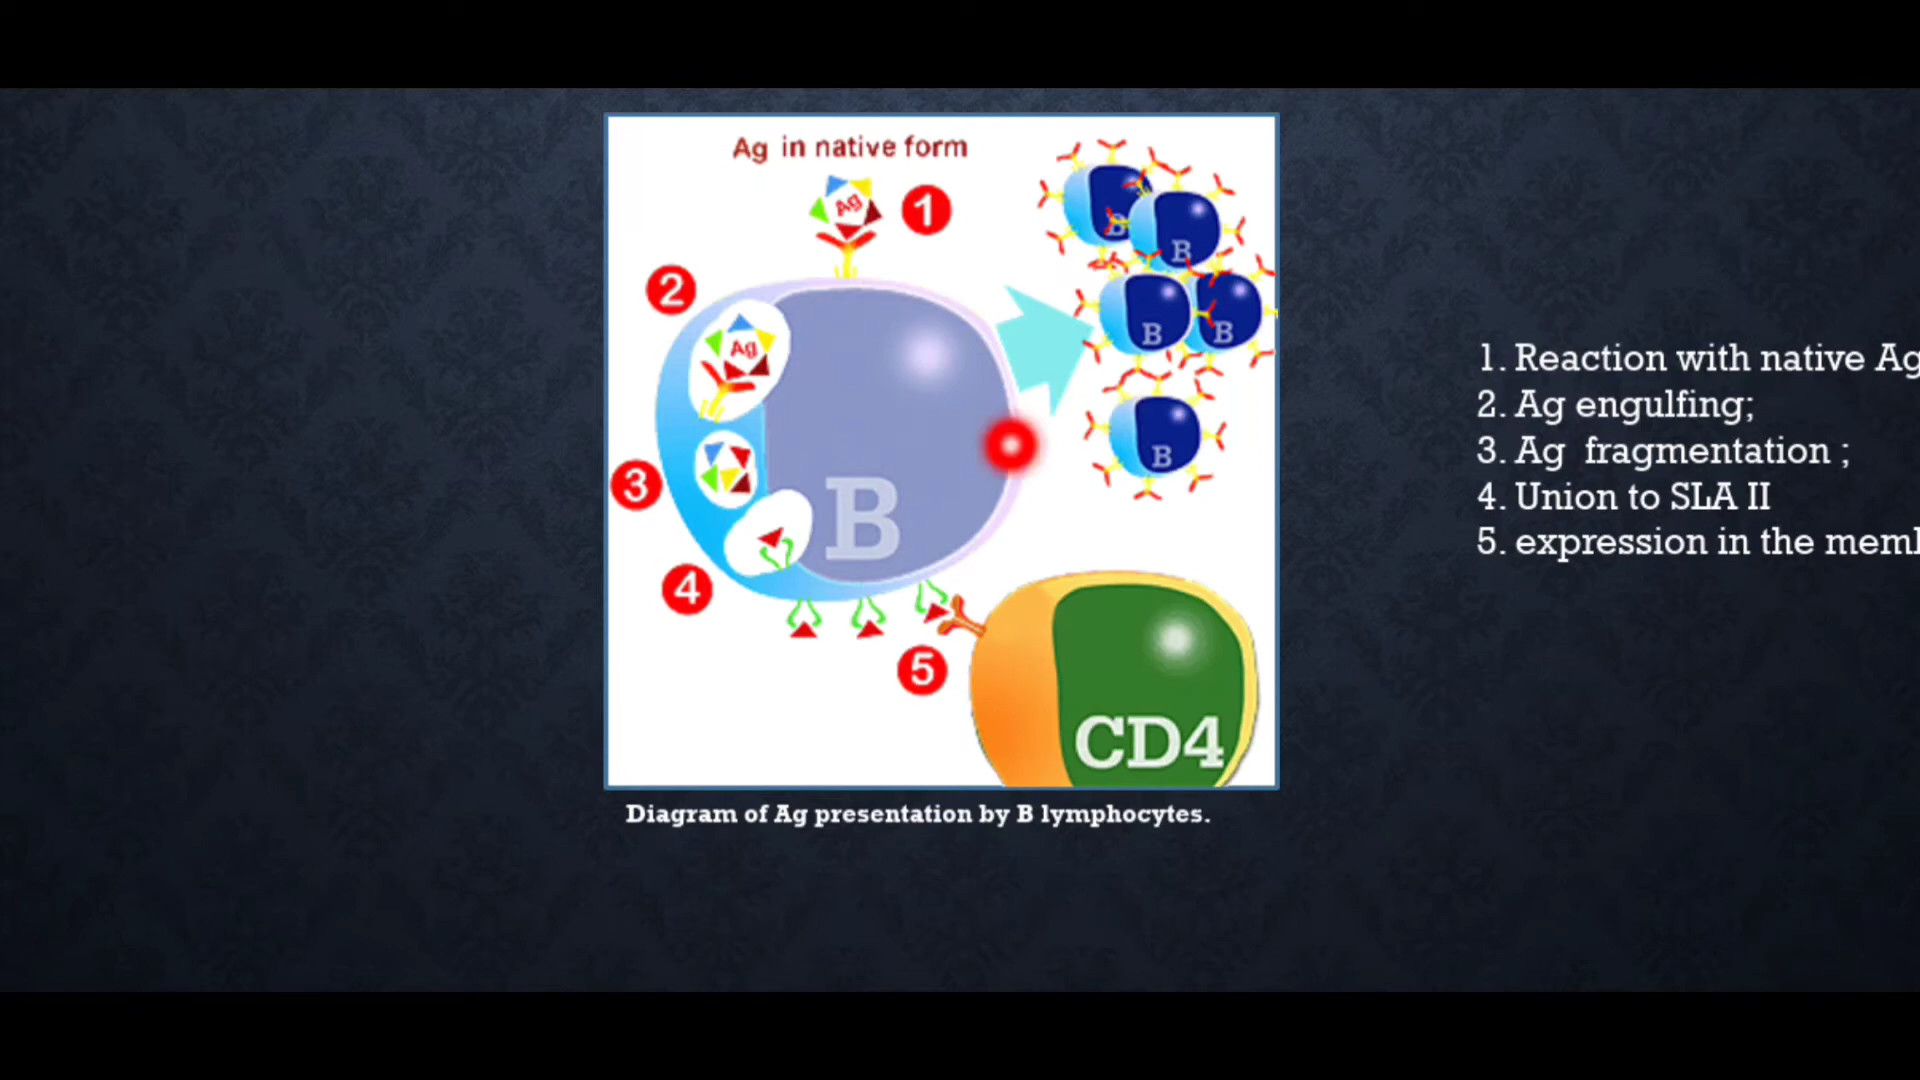 Ag in native form
Ag
1
2
Ag
3
4
5
B
B
B
B
B
B
CD4
Diagram of Ag presentation by B lymphocytes.
1. Reaction with native Ag
2. Ag engulfing;
3. Ag fragmentation ;
4. Union to SLA II
5. expression in the